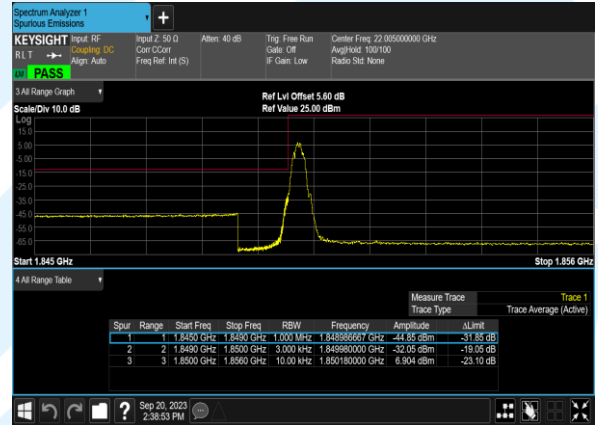 Spectrum Analyzer 1
Spurious Emissions
+
KEYSIGHT Input: RF Input Z: 50 Ω Atten: 40 dB Trig: Free Run Center Freq: 22.005000000 GHz
RLT Coupling: DC Corr CCorr Gate: Off Avg|Hold: 100/100
Align: Auto Freq Ref: Int (S) IF Gain: Low Radio Std: None
PASS
3 All Range Graph
Ref Lvl Offset 5.60 dB
Scale/Div 10.0 dB Ref Value 25.00 dBm
Log
15.0
5.00
-5.00
-15.0
-25.0
-35.0
-45.0
-55.0
-65.0
Start 1.845 GHz Stop 1.856 GHz
4 All Range Table
Measure Trace Trace 1
Trace Type Trace Average (Active)
Spur Range Start Freq Stop Freq RBW Frequency Amplitude ΔLimit
1 1 1.8450 GHz 1.8490 GHz 1.000 MHz 1.848986667 GHz -44.85 dBm -31.85 dB
2 2 1.8490 GHz 1.8500 GHz 3.000 kHz 1.849980000 GHz -32.05 dBm -19.05 dB
3 3 1.8500 GHz 1.8560 GHz 10.00 kHz 1.850180000 GHz 6.904 dBm -23.10 dB
? Sep 20, 2023
2:38:53 PM